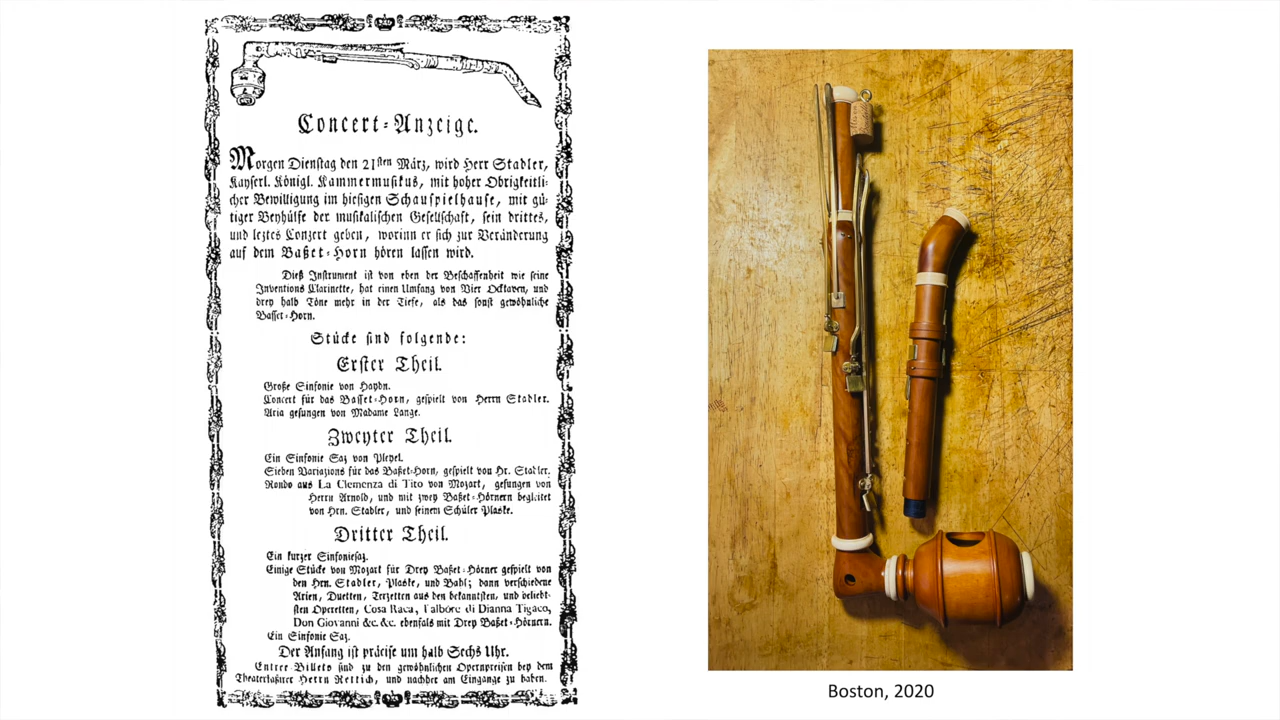 Concert-Anzeige.
Morgen Dienstag den 21sten März, wird Herr Stadler,
Kayserl. Königl. Kammermusikus, mit hoher Obrigkeitli-
cher Bewilligung im hiesigen Schauspielhause, mit gü-
tiger Beyhülfe der musikalischen Gesellschaft, sein drittes,
und leztes Conzert geben, worinn er sich zur Veränderung
auf dem Baßet-Horn hören lassen wird.
Dieß Instrument ist von eben der Beschaffenheit wie seine
Inventions Clarinette, hat einen Umfang von Vier Ocktaven, und
drey halb Töne mehr in der Tiefe, als das sonst gewöhnliche
Basset-Horn.
Stücke sind folgende:
Erster Theil.
Große Sinfonie von Haydn.
Concert für das Basset-Horn, gespielt von Herrn Stadler.
Aria gesungen von Madame Lange.
Zweyter Theil.
Ein Sinfonie Saz von Pleyel.
Sieben Variazions für das Baßet-Horn, gespielt von Hr. Stadler.
Rondo aus La Clemenza di Tito von Mozart, gesungen von
Herrn Arnold, und mit zwey Baßet-Hörnern begleitet
von Hrn. Stadler, und seinem Schüler Plaske.
Dritter Theil.
Ein kurzer Sinfoniesaz.
Einige Stücke von Mozart für Drey Baßet-Hörner gespielt von
den Hrn. Stadler, Plaske, und Bahl; dann verschiedene
Arien, Duetten, Terzetten aus den bekanntsten, und beliebt-
sten Operetten, Cosa Raca, l'albore di Dianna Tigaco,
Don Giovanni &c. &c. ebenfals mit Drey Baßet-Hörnern.
Ein Sinfonie Saz.
Der Anfang ist präcise um halb Sechs Uhr.
Entree Billets sind zu den gewöhnlichen Opernpreisen bey dem
Theaterkaßirer Herrn Rettich, und nachher am Eingange zu haben.
Boston, 2020